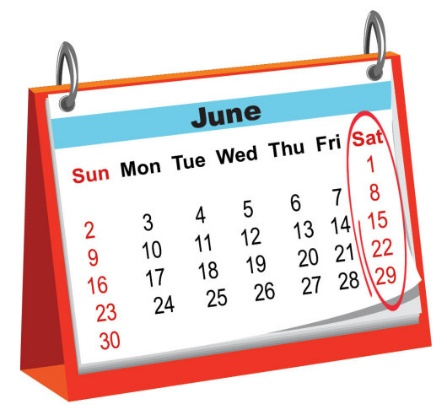 June
Sun Mon Tue Wed Thu Fri Sat
1
2 3 4 5 6 7 8
9 10 11 12 13 14 15
16 17 18 19 20 21 22
23 24 25 26 27 28 29
30